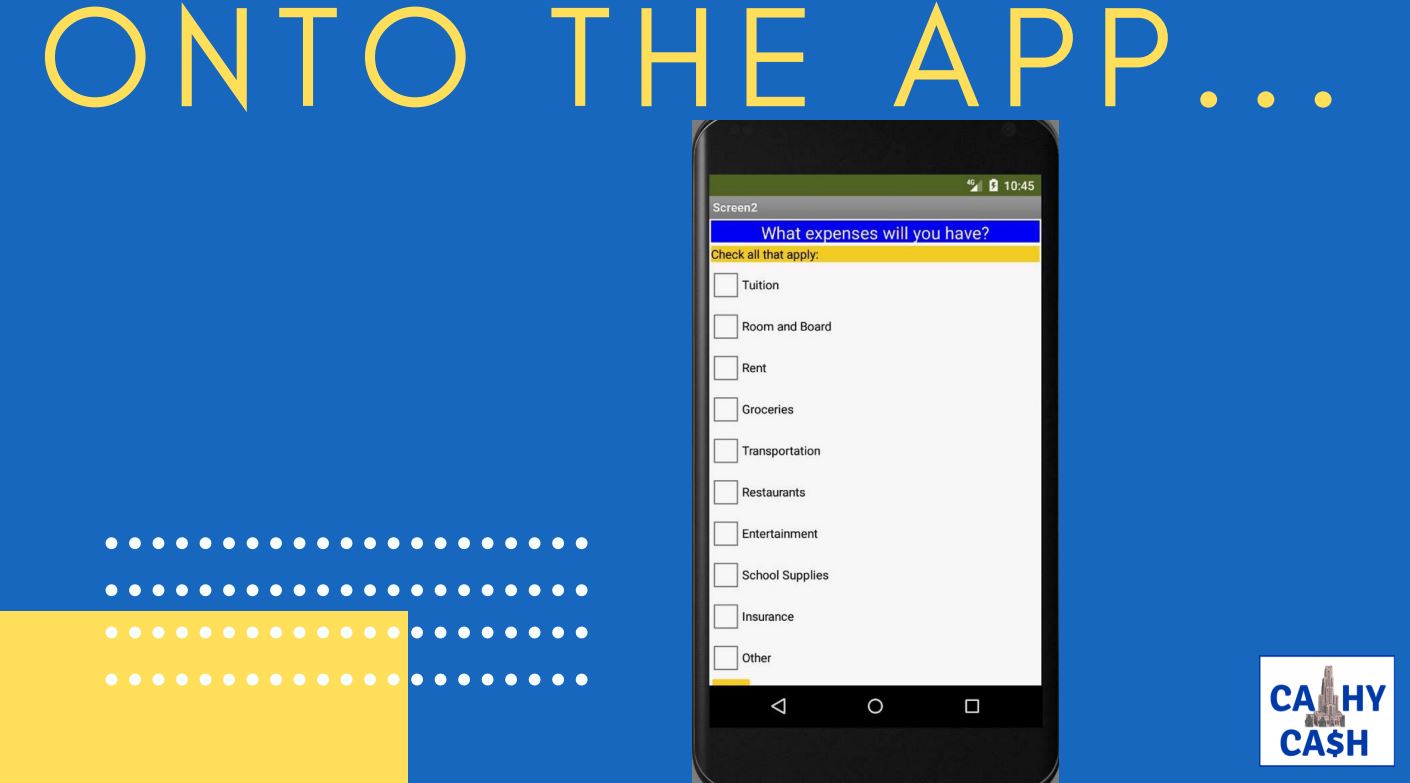 ONTO THE APP...
4G 10:45
Screen2
What expenses will you have?
Check all that apply:
Tuition
Room and Board
Rent
Groceries
Transportation
Restaurants
Entertainment
School Supplies
Insurance
Other
CA HY
CA$H